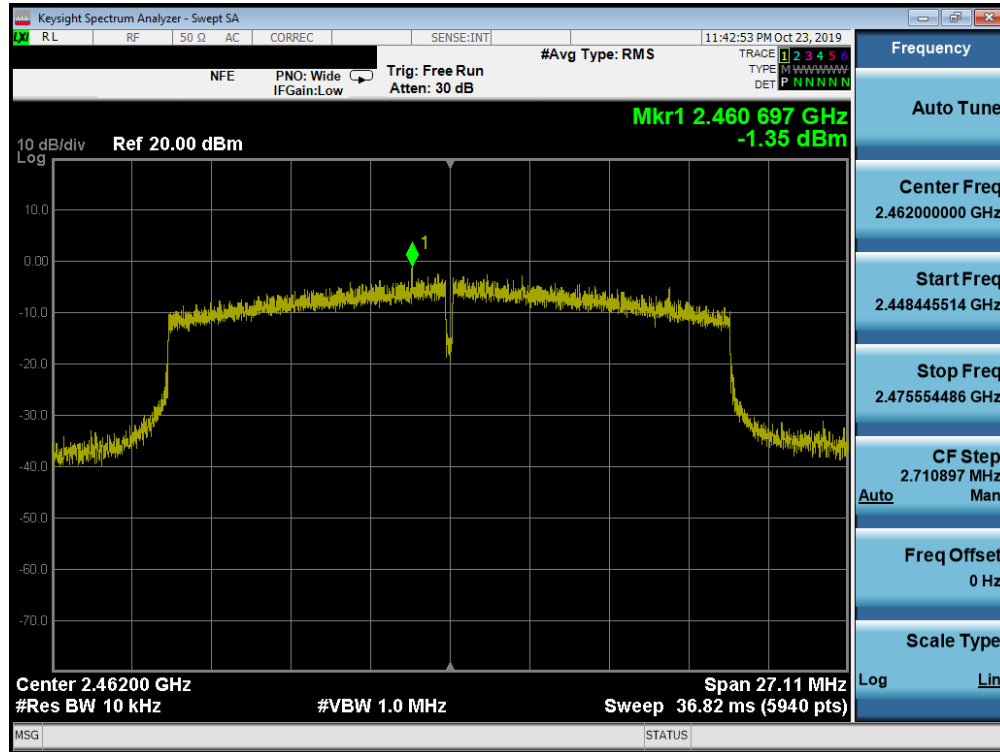 Keysight Spectrum Analyzer - Swept SA
LXI RL RF 50 Ω AC CORREC SENSE:INT 11:42:53 PM Oct 23, 2019
NFE PNO: Wide Trig: Free Run #Avg Type: RMS TRACE 1 2 3 4 5 6
IFGain:Low Atten: 30 dB TYPE M W W W W W
DET P N N N N N
Mkr1 2.460 697 GHz
-1.35 dBm
10 dB/div Ref 20.00 dBm
Log
1
10.0
0.00
-10.0
-20.0
-30.0
-40.0
-50.0
-60.0
-70.0
Center 2.46200 GHz Span 27.11 MHz
#Res BW 10 kHz #VBW 1.0 MHz Sweep 36.82 ms (5940 pts)
MSG STATUS
Frequency
Auto Tune
Center Freq
2.462000000 GHz
Start Freq
2.448445514 GHz
Stop Freq
2.475554486 GHz
CF Step
2.710897 MHz
Auto Man
Freq Offset
0 Hz
Scale Type
Log Lin